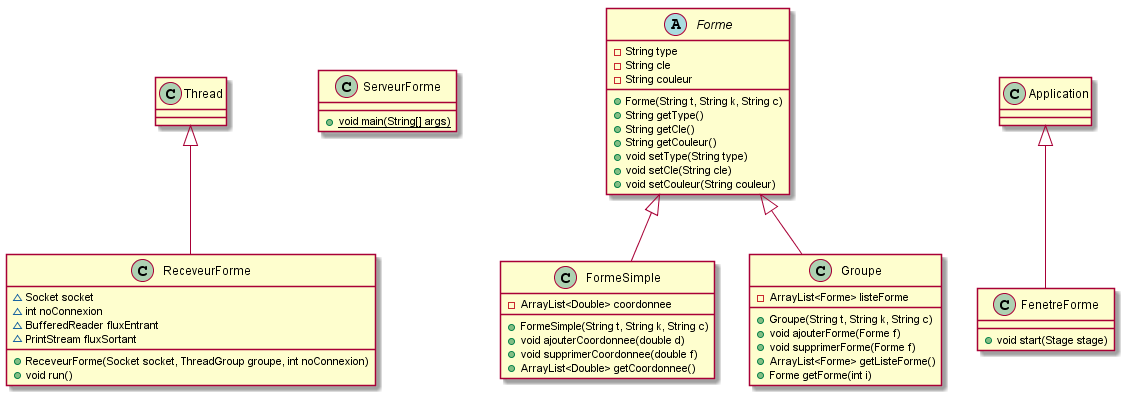 C Thread
C ServeurForme
void main(String[] args)
A Forme
String type
String cle
String couleur
Forme(String t, String k, String c)
String getType()
String getCle()
String getCouleur()
void setType(String type)
void setCle(String cle)
void setCouleur(String couleur)
C Application
C ReceveurForme
Socket socket
int noConnexion
BufferedReader fluxEntrant
PrintStream fluxSortant
ReceveurForme(Socket socket, ThreadGroup groupe, int noConnexion)
void run()
C FormeSimple
ArrayList<Double> coordonnee
FormeSimple(String t, String k, String c)
void ajouterCoordonnee(double d)
void supprimerCoordonnee(double f)
ArrayList<Double> getCoordonnee()
C Groupe
ArrayList<Forme> listeForme
Groupe(String t, String k, String c)
void ajouterForme(Forme f)
void supprimerForme(Forme f)
ArrayList<Forme> getListeForme()
Forme getForme(int i)
C FenetreForme
void start(Stage stage)